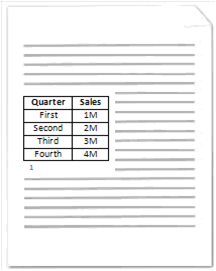 Quarter Sales
First 1M
Second 2M
Third 3M
Fourth 4M
1